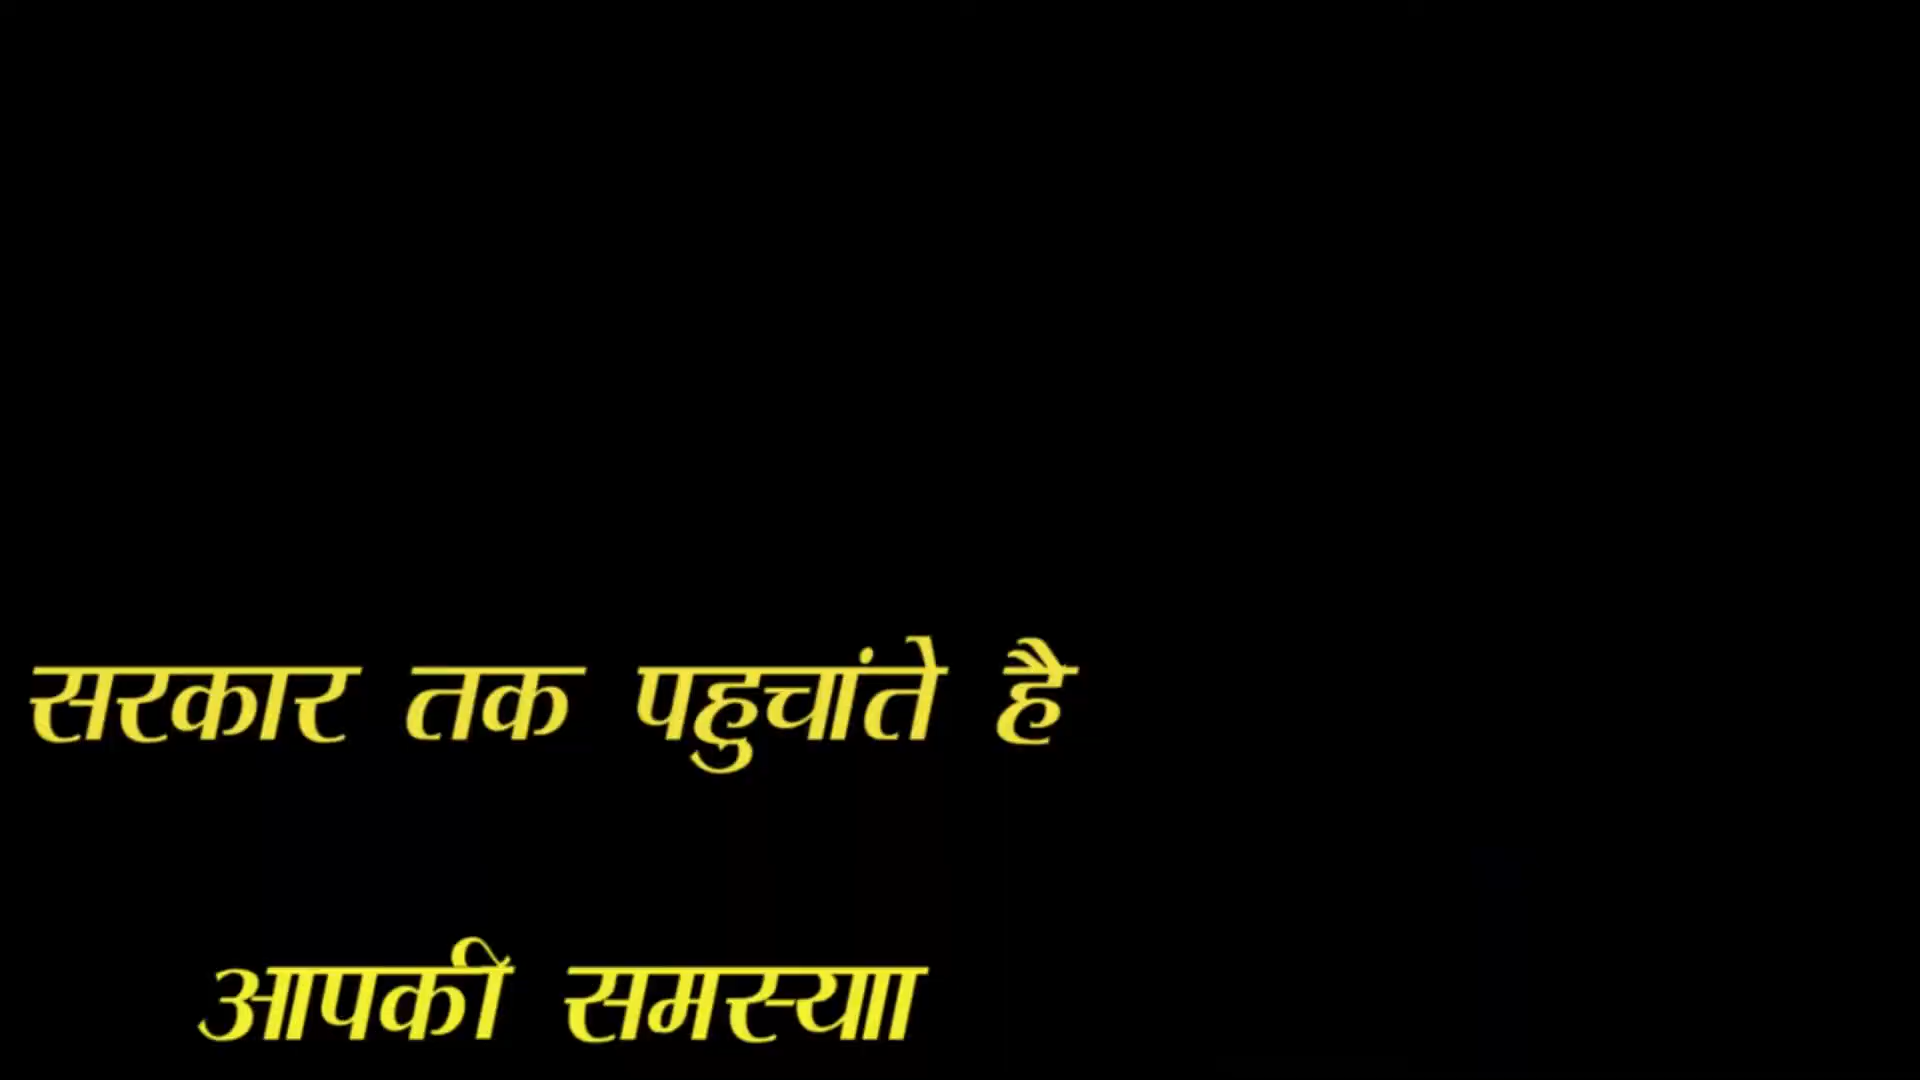 सरकार तक पहुचांते है
आपकी समस्याा